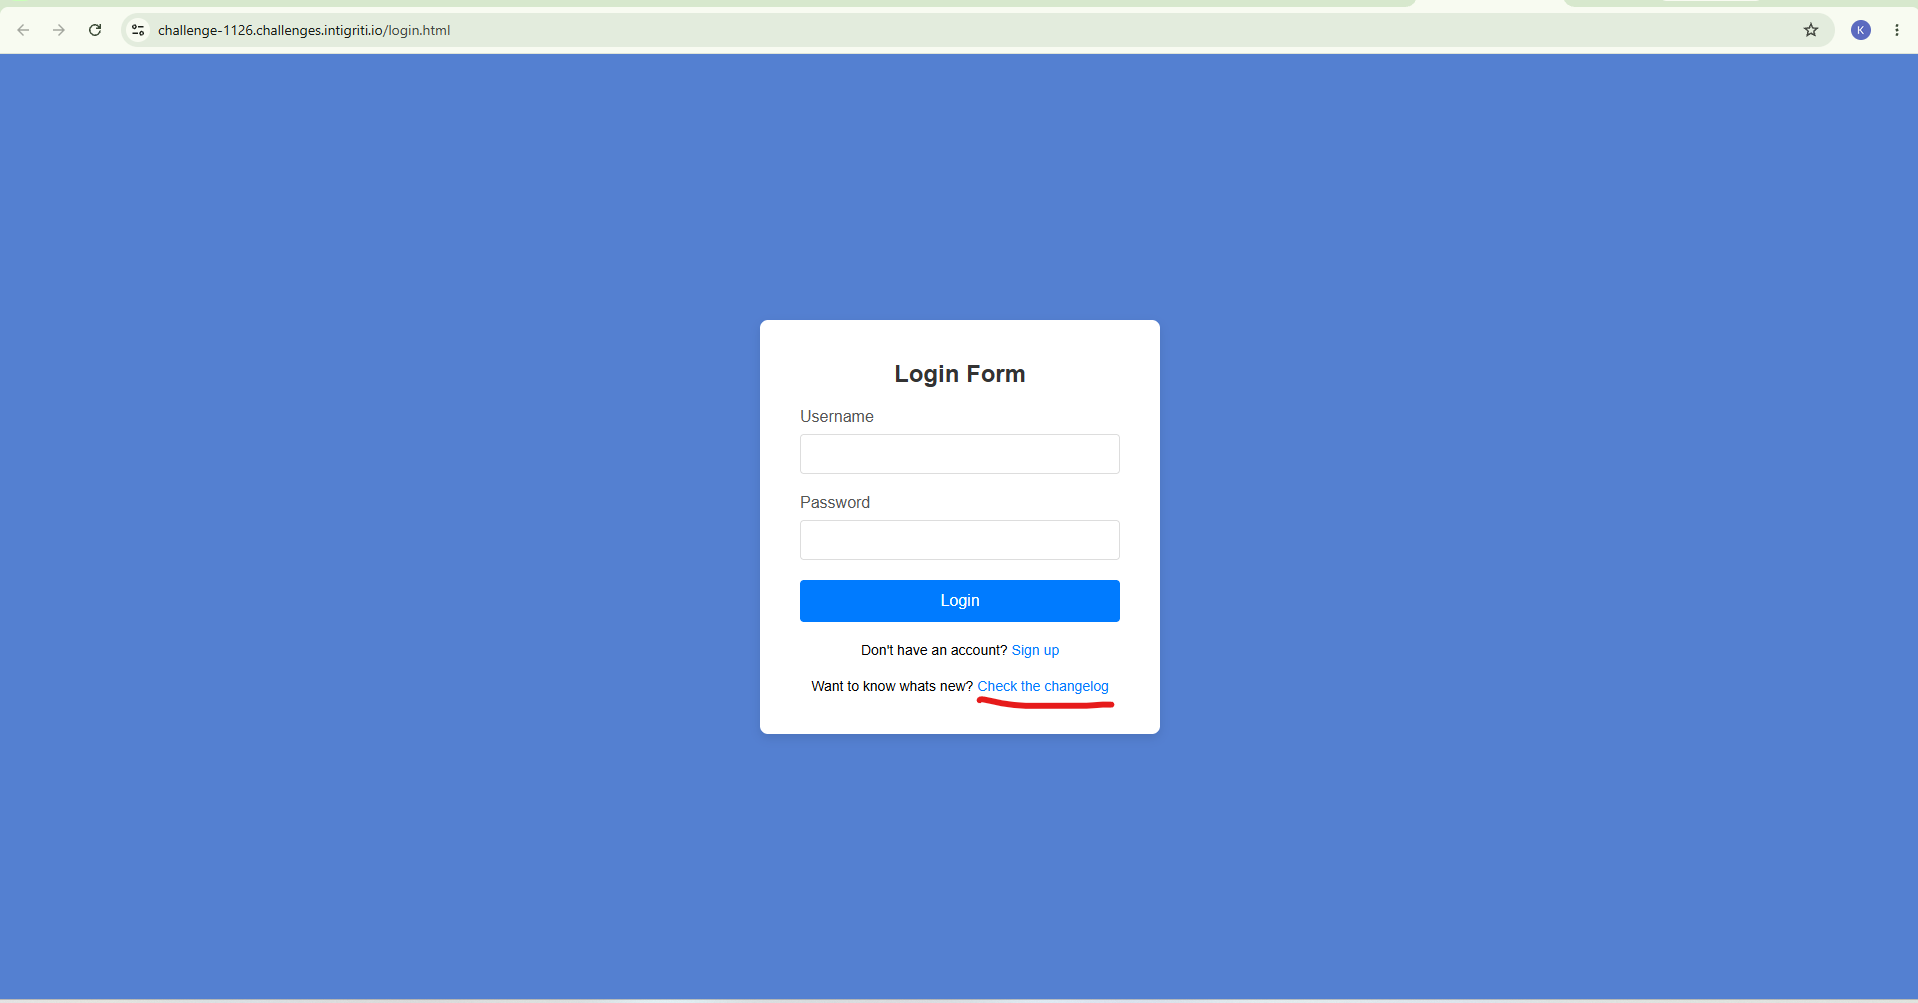 challenge-1126.challenges.intigriti.io/login.html
K
Login Form
Username
Password
Login
Don't have an account? Sign up
Want to know whats new? Check the changelog